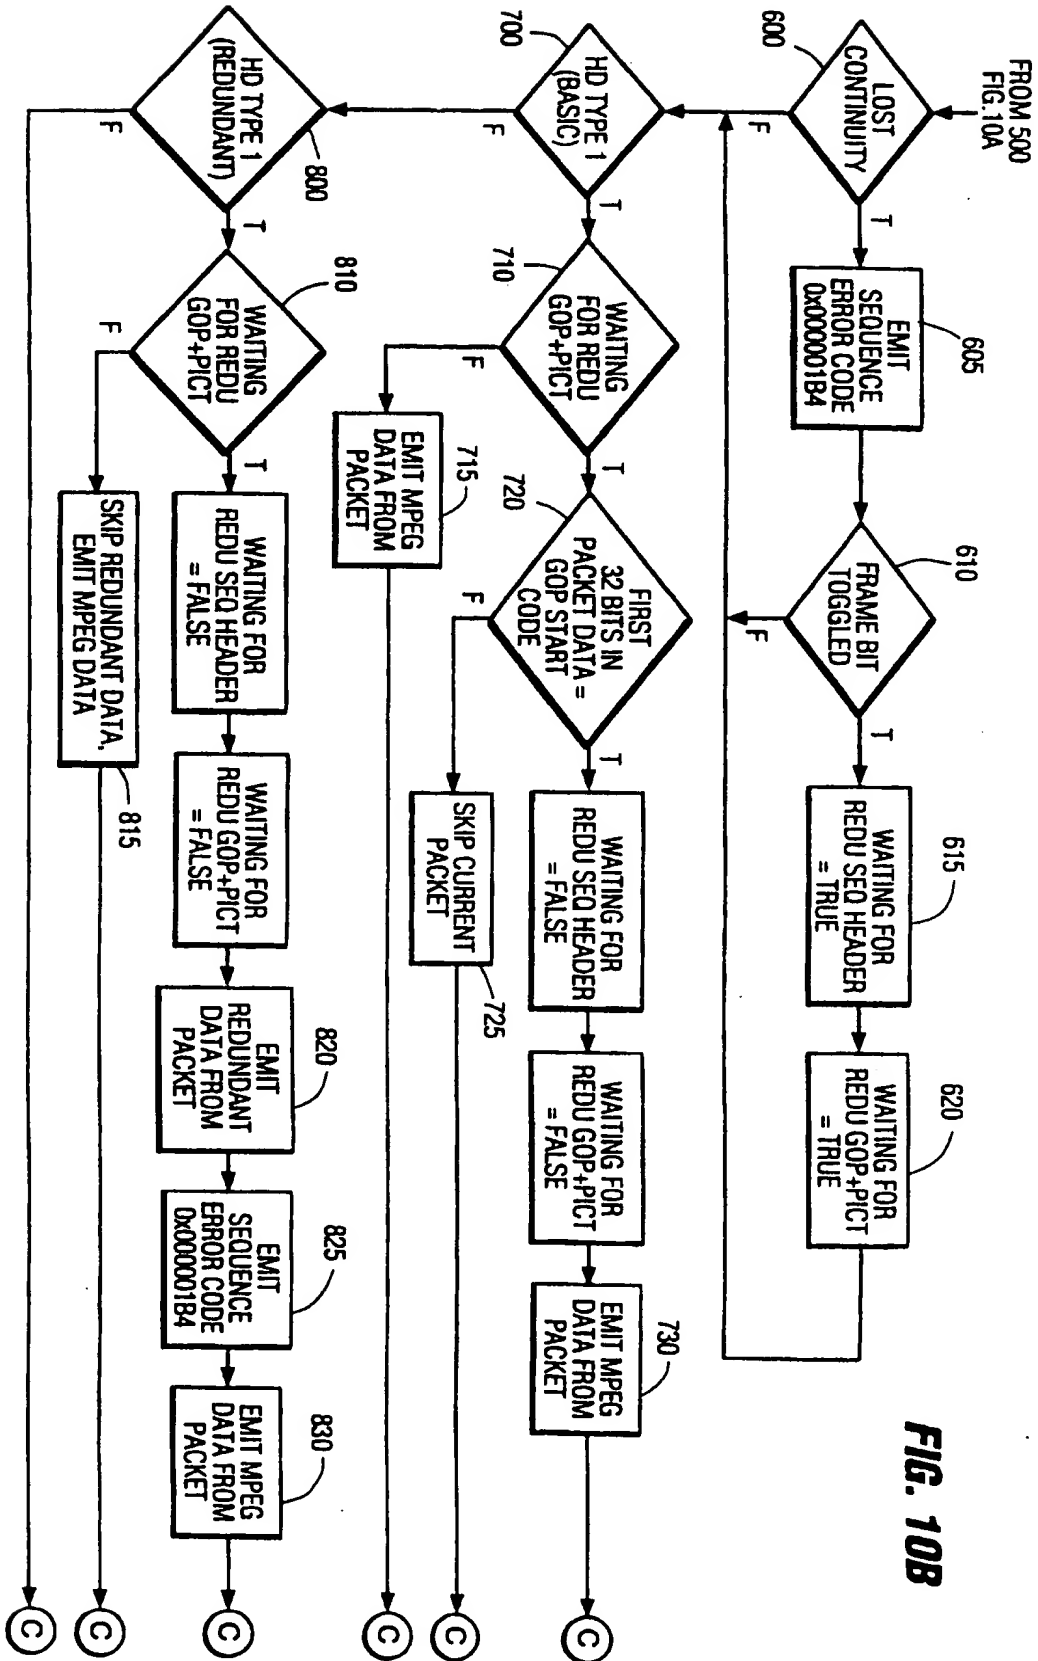 FROM 500
FIG.10A
600
LOST
CONTINUITY
T
F
EMIT
SEQUENCE
ERROR CODE
0x000001B4
605
FRAME BIT
TOGGLED
610
T
F
WAITING FOR
REDU SEQ HEADER
= TRUE
615
WAITING FOR
REDU GOP+PICT
= TRUE
620
FIG. 10B
700
HD TYPE 1
(BASIC)
T
F
710
WAITING
FOR REDU
GOP+PICT
T
F
715
EMIT MPEG
DATA FROM
PACKET
720
FIRST
32 BITS IN
PACKET DATA =
GOP START
CODE
T
F
SKIP CURRENT
PACKET
725
WAITING FOR
REDU SEQ HEADER
= FALSE
WAITING FOR
REDU GOP+PICT
= FALSE
EMIT MPEG
DATA FROM
PACKET
730
C
C
C
HD TYPE 1
(REDUNDANT)
800
T
F
810
WAITING
FOR REDU
GOP+PICT
T
F
SKIP REDUNDANT DATA,
EMIT MPEG DATA
815
WAITING FOR
REDU SEQ HEADER
= FALSE
WAITING FOR
REDU GOP+PICT
= FALSE
EMIT
REDUNDANT
DATA FROM
PACKET
820
EMIT
SEQUENCE
ERROR CODE
0x000001B4
825
EMIT MPEG
DATA FROM
PACKET
830
C
C
C